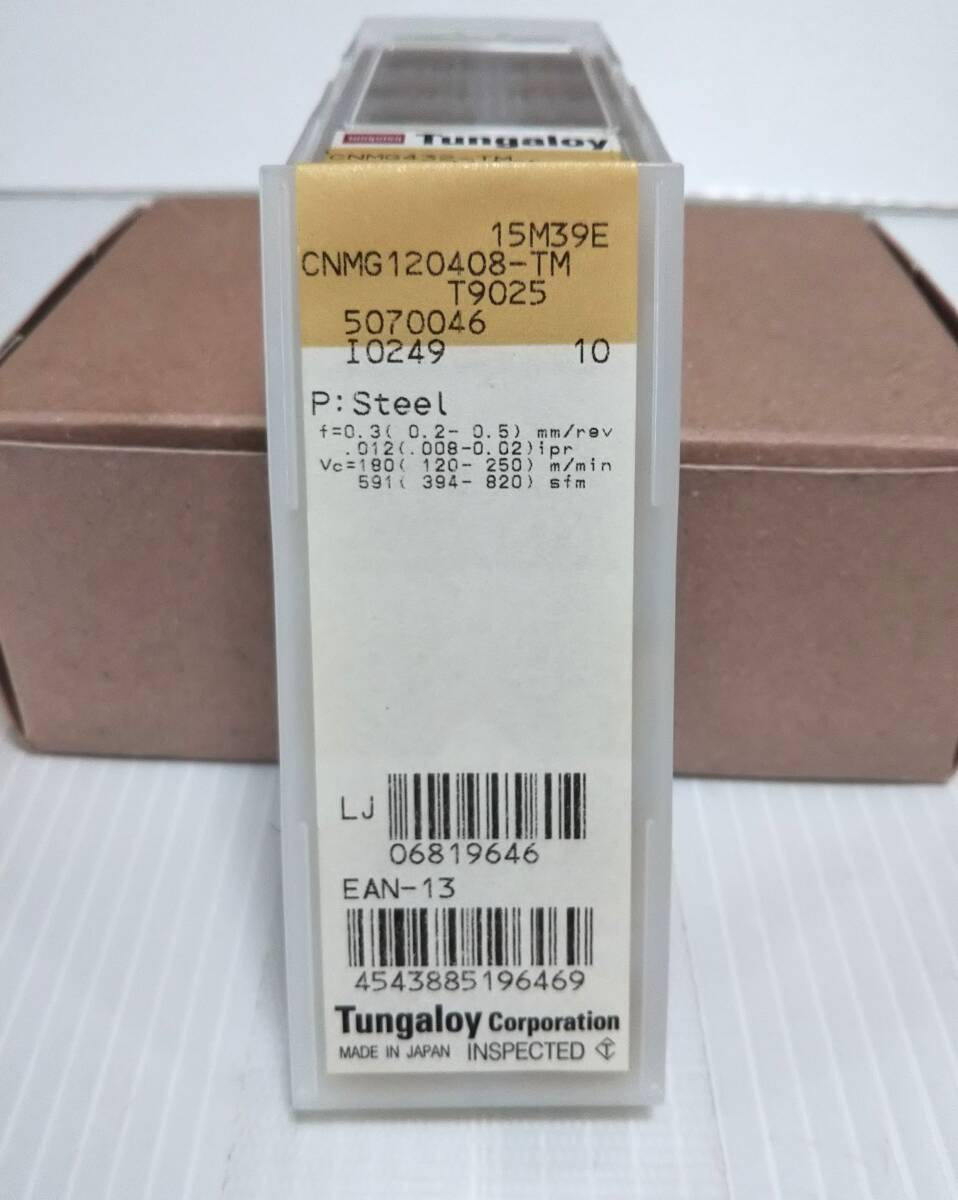 Tungaloy
CNMG432-TM
15M39E
CNMG120408-TM
T9025
5070046
I0249 10
P:Steel
f=0.3( 0.2- 0.5) mm/rev
.012(.008-0.02)ipr
Vc=180( 120- 250) m/min
591( 394- 820) sfm
LJ
06819646
EAN-13
4543885196469
Tungaloy Corporation
MADE IN JAPAN INSPECTED